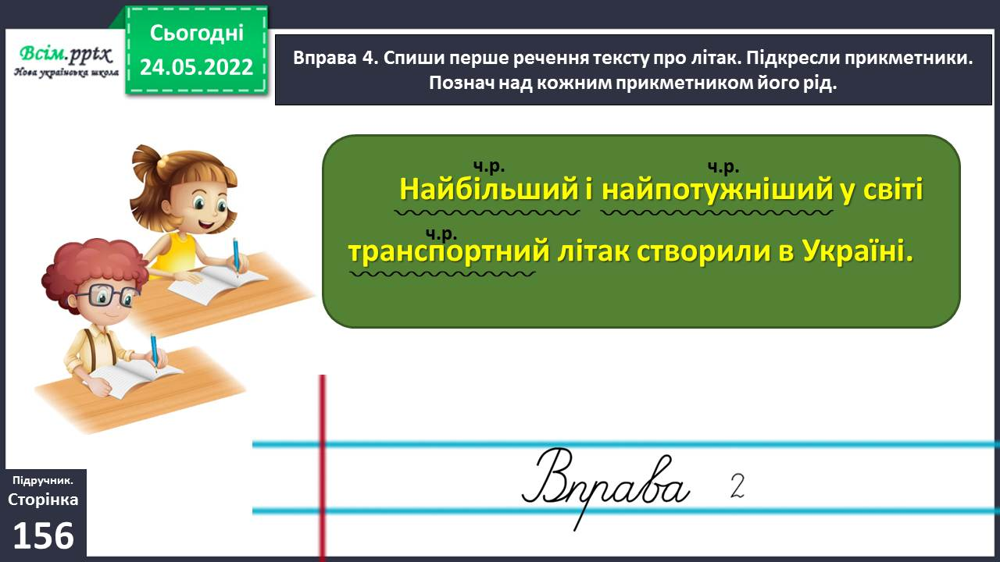 Всім.pptx
Нова українська школа
Сьогодні
24.05.2022
Вправа 4. Спиши перше речення тексту про літак. Підкресли прикметники.
Познач над кожним прикметником його рід.
ч.р. ч.р.
Найбільший і найпотужніший у світі
ч.р.
транспортний літак створили в Україні.
Вправа 2
Підручник.
Сторінка
156